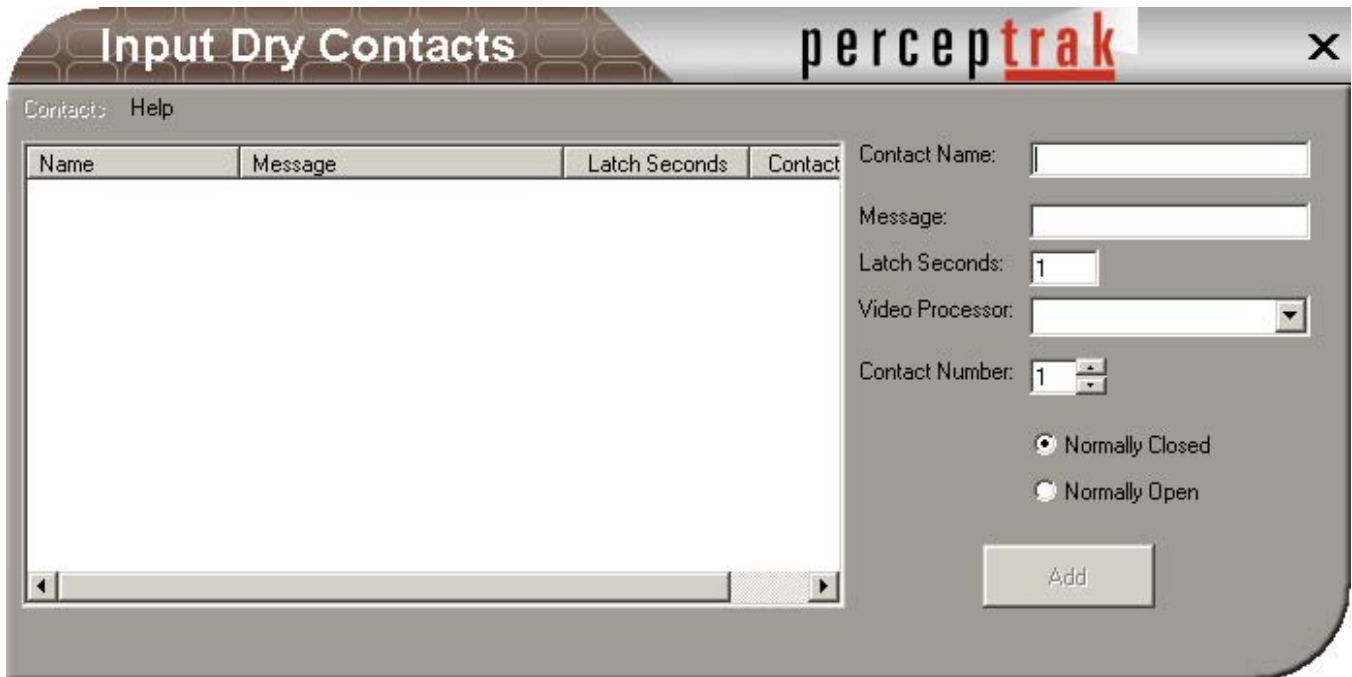 Input Dry Contacts
perceptrak
X
Contacts Help
Name Message Latch Seconds Contact
Contact Name:
Message:
Latch Seconds: 1
Video Processor:
Contact Number: 1
Normally Closed
Normally Open
Add